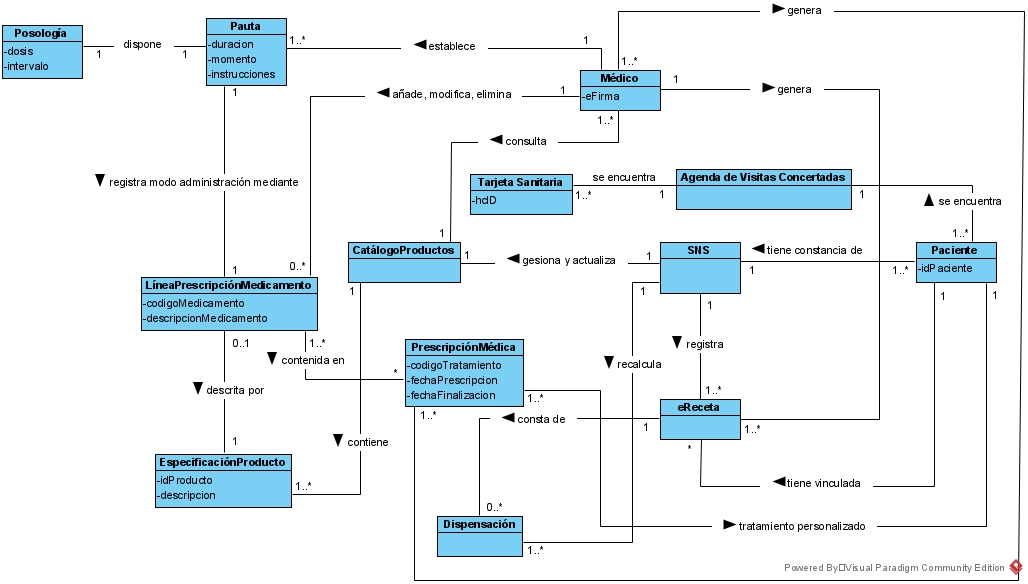 genera
Posología
-dosis
-intervalo
dispone
1
1
Pauta
-duracion
-momento
-instrucciones
1..*
establece
1
1..*
Médico
-eFirma
1
genera
1
añade, modifica, elimina
1
1..*
consulta
registra modo administración mediante
Tarjeta Sanitaria
-hcID
se encuentra
1..*
1
Agenda de Visitas Concertadas
1
se encuentra
1..*
1
CatálogoProductos
1
gesiona y actualiza
1
SNS
tiene constancia de
1
1..*
Paciente
-idPaciente
1
0..*
LíneaPrescripciónMedicamento
-codigoMedicamento
-descripcionMedicamento
1
1
1
1
1
0..1
1..*
contenida en
*
PrescripciónMédica
-codigoTratamiento
-fechaPrescripcion
-fechaFinalizacion
registra
recalcula
descrita por
1..*
1..*
1..*
consta de
1
eReceta
1..*
*
1
contiene
EspecificaciónProducto
-idProducto
-descripcion
1..*
tiene vinculada
0..*
Dispensación
1..*
tratamiento personalizado
Powered By Visual Paradigm Community Edition